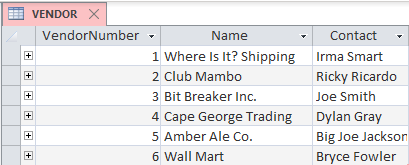 VENDOR
VendorNumber Name Contact
1 Where Is It? Shipping Irma Smart
2 Club Mambo Ricky Ricardo
3 Bit Breaker Inc. Joe Smith
4 Cape George Trading Dylan Gray
5 Amber Ale Co. Big Joe Jackson
6 Wall Mart Bryce Fowler